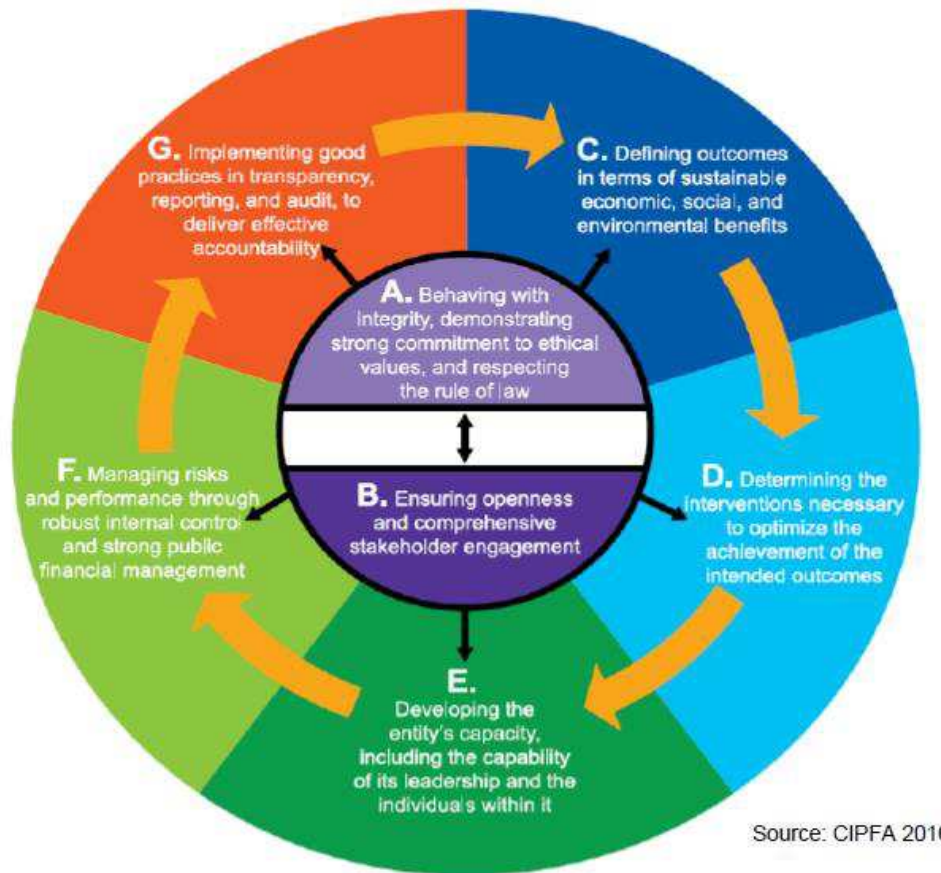 G. Implementing good
practices in transparency,
reporting, and audit, to
deliver effective
accountability
C. Defining outcomes
in terms of sustainable
economic, social, and
environmental benefits
A. Behaving with
integrity, demonstrating
strong commitment to ethical
values, and respecting
the rule of law
F. Managing risks
and performance through
robust internal control
and strong public
financial management
B. Ensuring openness
and comprehensive
stakeholder engagement
D. Determining the
interventions necessary
to optimize the
achievement of the
intended outcomes
E.
Developing the
entity's capacity,
including the capability
of its leadership and the
individuals within it
Source: CIPFA 2016